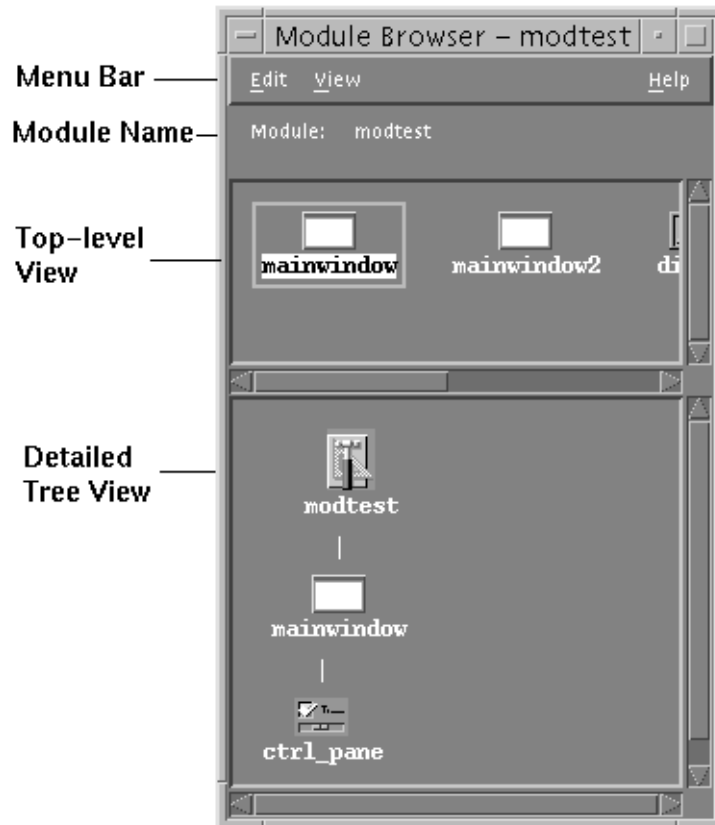 Module Browser – modtest
Menu Bar
Edit View Help
Module Name
Module: modtest
Top–level
View
mainwindow
mainwindow2
di
Detailed
Tree View
modtest
mainwindow
ctrl_pane